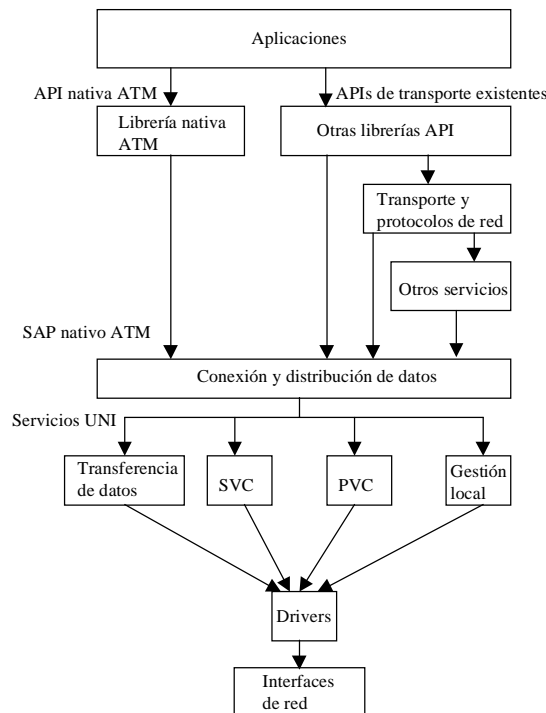 Aplicaciones
API nativa ATM
APIs de transporte existentes
Librería nativa
ATM
Otras librerías API
Transporte y
protocolos de red
Otros servicios
SAP nativo ATM
Conexión y distribución de datos
Servicios UNI
Transferencia
de datos
SVC
PVC
Gestión
local
Drivers
Interfaces
de red